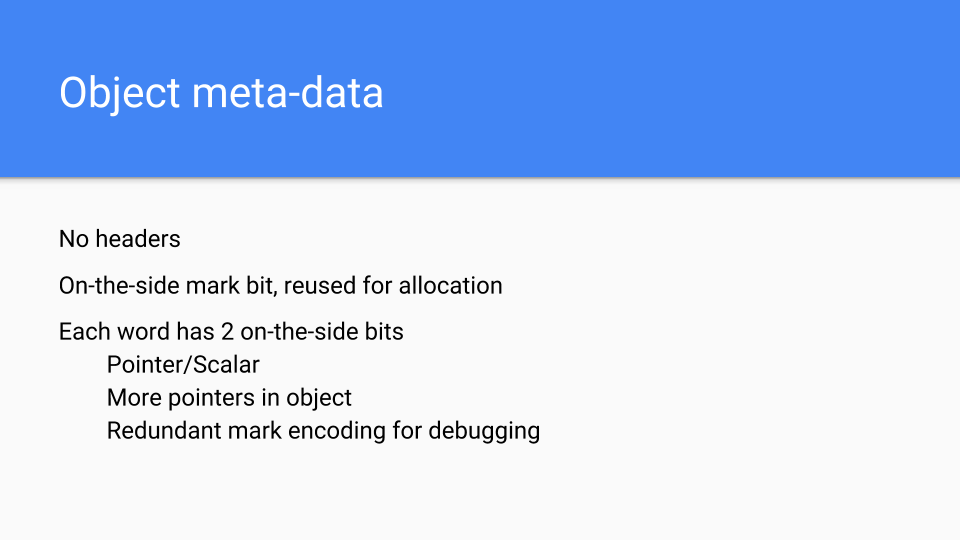 Object meta-data
No headers
On-the-side mark bit, reused for allocation
Each word has 2 on-the-side bits
Pointer/Scalar
More pointers in object
Redundant mark encoding for debugging